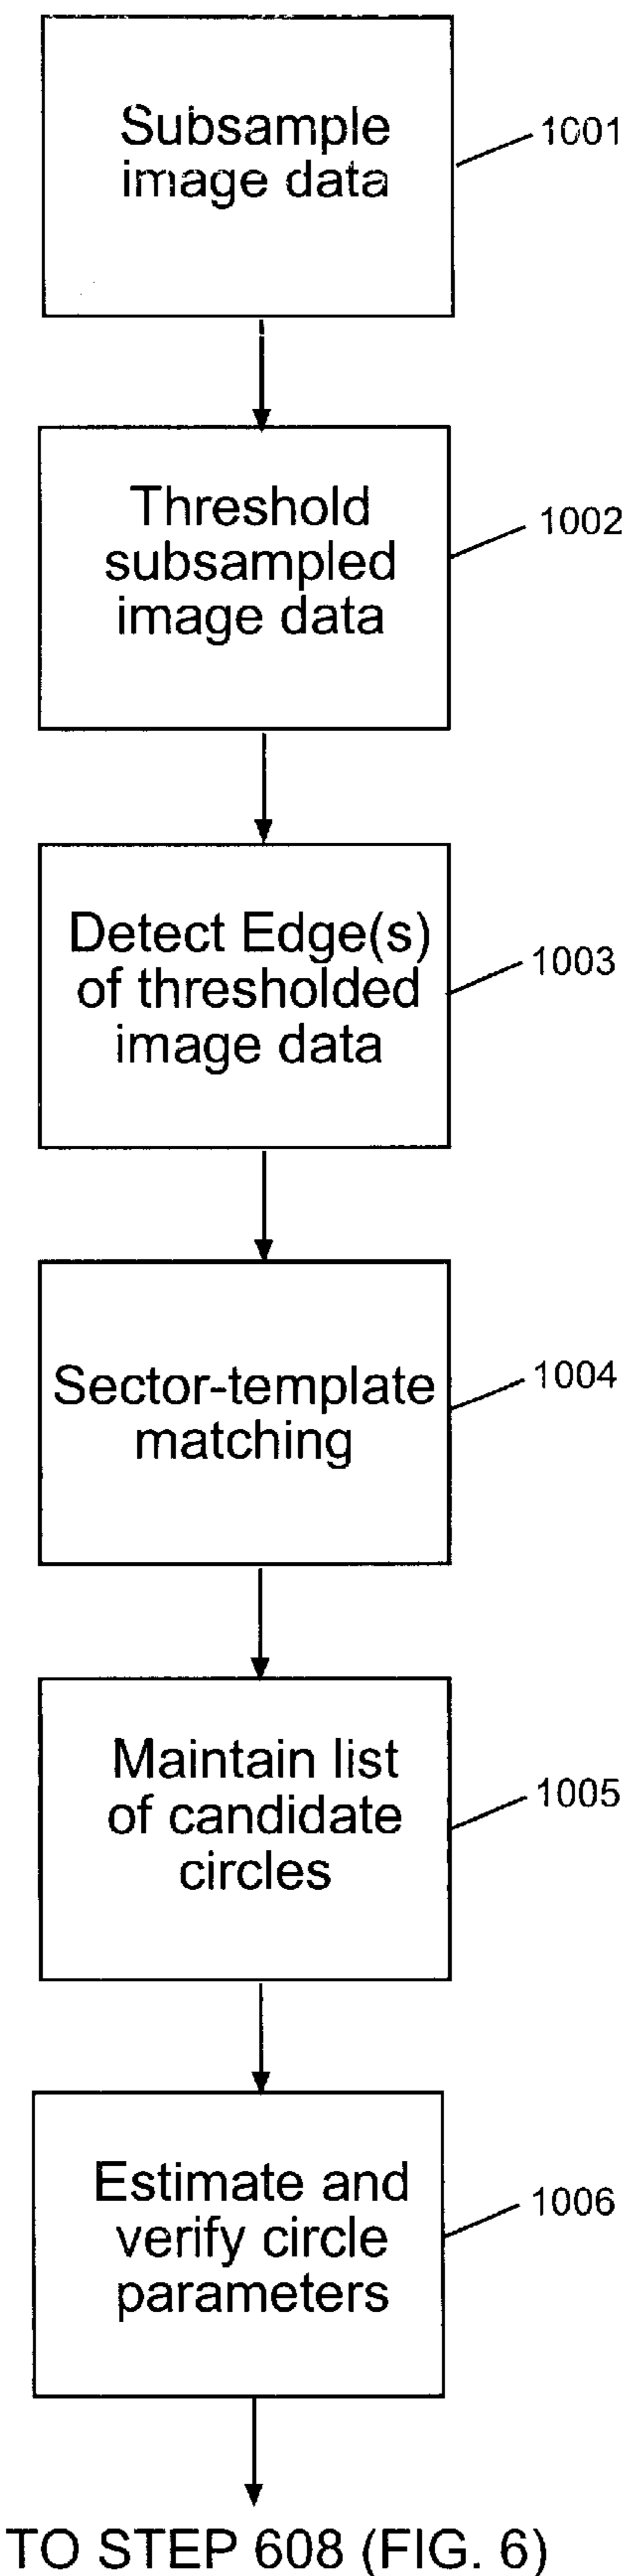 Subsample
image data
1001
Threshold
subsampled
image data
1002
Detect Edge(s)
of thresholded
image data
1003
Sector-template
matching
1004
Maintain list
of candidate
circles
1005
Estimate and
verify circle
parameters
1006
TO STEP 608 (FIG. 6)